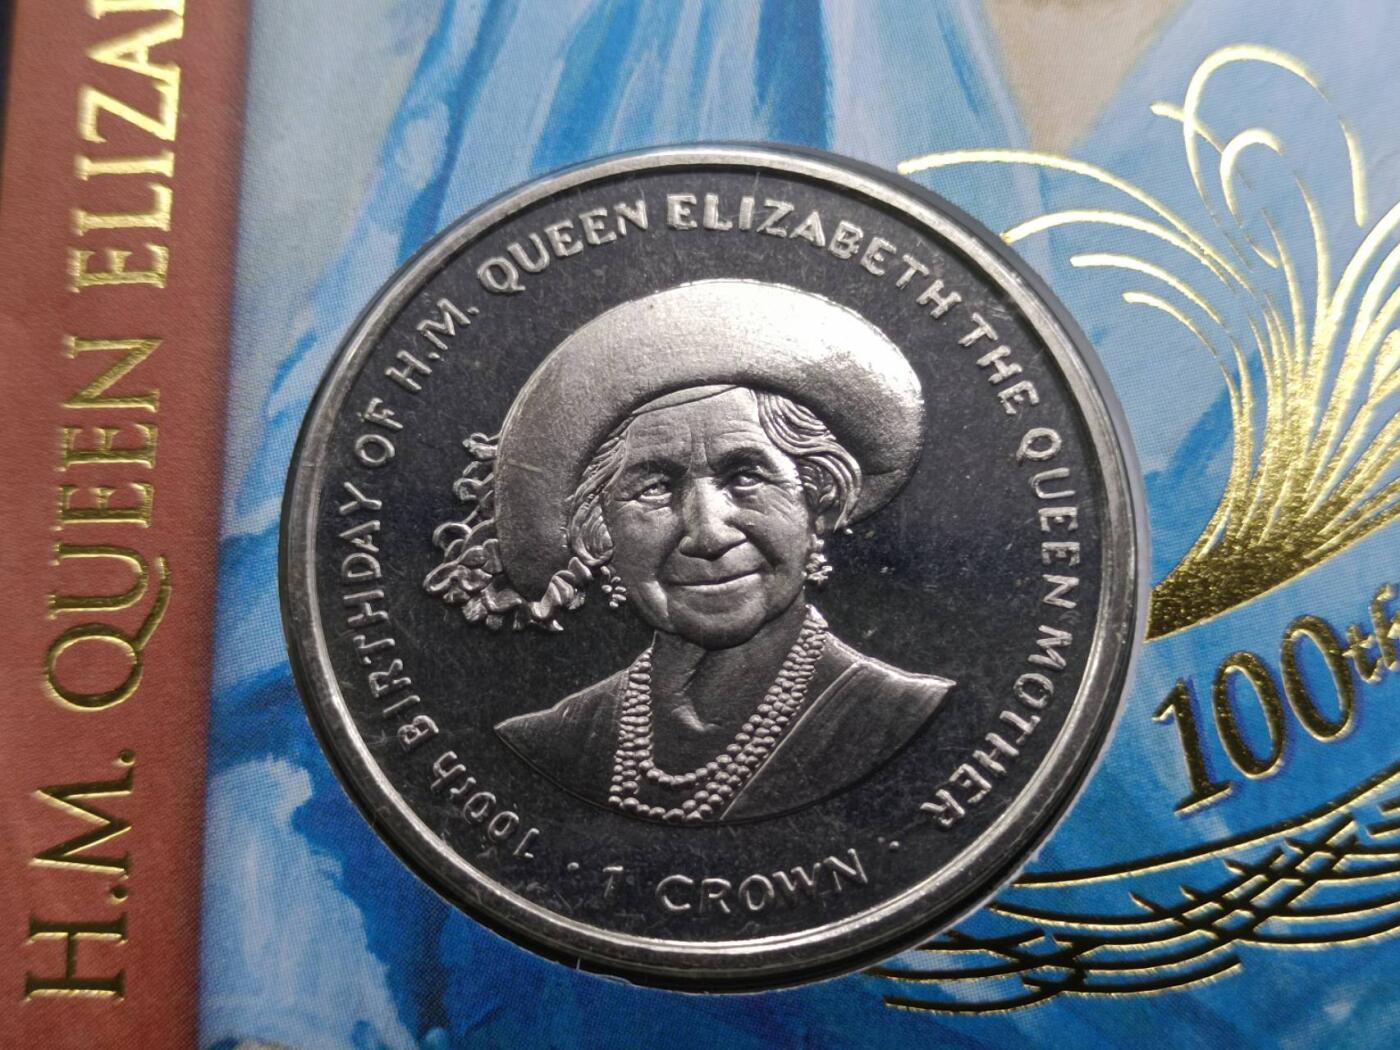 H.M. QUEEN ELIZA
100th BIRTHDAY OF H.M. QUEEN ELIZABETH THE QUEEN MOTHER
· 1 CROWN ·
100th